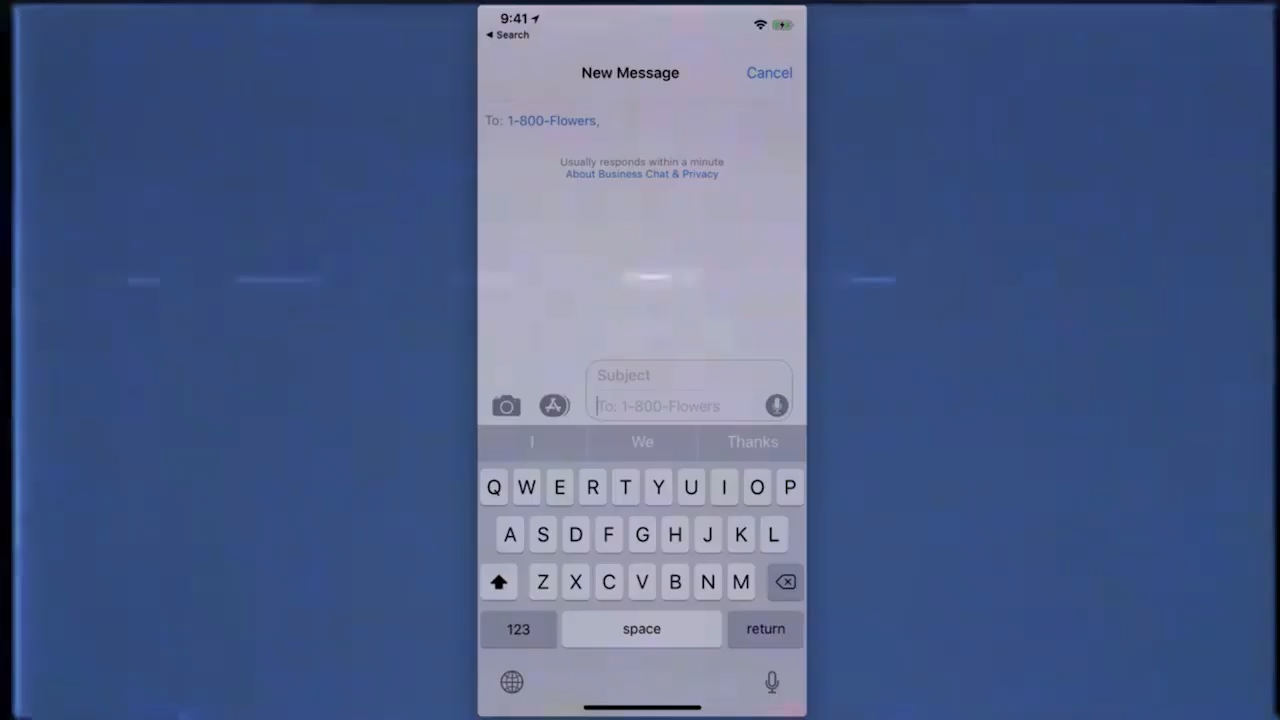 9:41
◀ Search
New Message
Cancel
To: 1-800-Flowers,
Usually responds within a minute
About Business Chat & Privacy
Subject
To: 1-800-Flowers
I We Thanks
Q W E R T Y U I O P
A S D F G H J K L
Z X C V B N M
123 space return